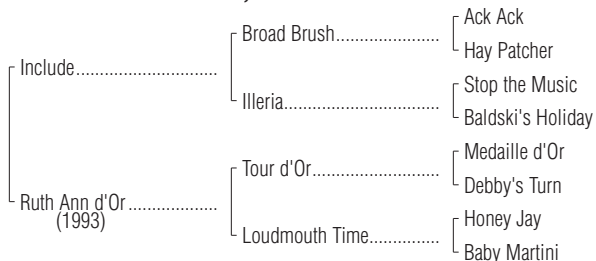 Ack Ack
Broad Brush....................
Hay Patcher
Include...........................
Stop the Music
Illeria..............................
Baldski's Holiday
Medaille d'Or
Tour d'Or........................
Debby's Turn
Ruth Ann d'Or.................
(1993)
Honey Jay
Loudmouth Time.............
Baby Martini